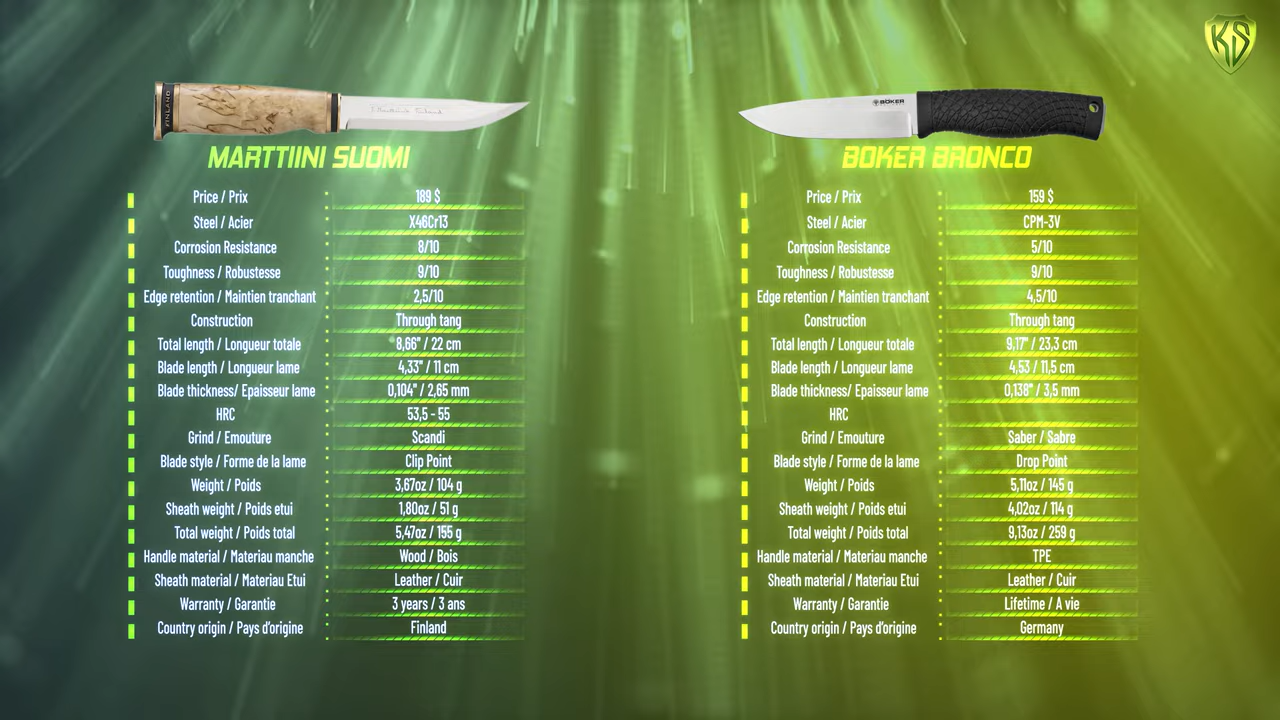 KS
FINLAND
BÖKER
MARTTIINI SUOMI
Price / Prix 189 $
Steel / Acier X46Cr13
Corrosion Resistance 8/10
Toughness / Robustesse 9/10
Edge retention / Maintien tranchant 2,5/10
Construction Through tang
Total length / Longueur totale 8,66" / 22 cm
Blade length / Longueur lame 4,33" / 11 cm
Blade thickness/ Epaisseur lame 0,104" / 2,65 mm
HRC 53,5 - 55
Grind / Emouture Scandi
Blade style / Forme de la lame Clip Point
Weight / Poids 3,67oz / 104 g
Sheath weight / Poids etui 1,80oz / 51 g
Total weight / Poids total 5,47oz / 155 g
Handle material / Materiau manche Wood / Bois
Sheath material / Materiau Etui Leather / Cuir
Warranty / Garantie 3 years / 3 ans
Country origin / Pays d'origine Finland
BOKER BRONCO
Price / Prix 159 $
Steel / Acier CPM-3V
Corrosion Resistance 5/10
Toughness / Robustesse 9/10
Edge retention / Maintien tranchant 4,5/10
Construction Through tang
Total length / Longueur totale 9,17" / 23,3 cm
Blade length / Longueur lame 4,53 / 11,5 cm
Blade thickness/ Epaisseur lame 0,138" / 3,5 mm
HRC
Grind / Emouture Saber / Sabre
Blade style / Forme de la lame Drop Point
Weight / Poids 5,11oz / 145 g
Sheath weight / Poids etui 4,02oz / 114 g
Total weight / Poids total 9,13oz / 259 g
Handle material / Materiau manche TPE
Sheath material / Materiau Etui Leather / Cuir
Warranty / Garantie Lifetime / A vie
Country origin / Pays d'origine Germany